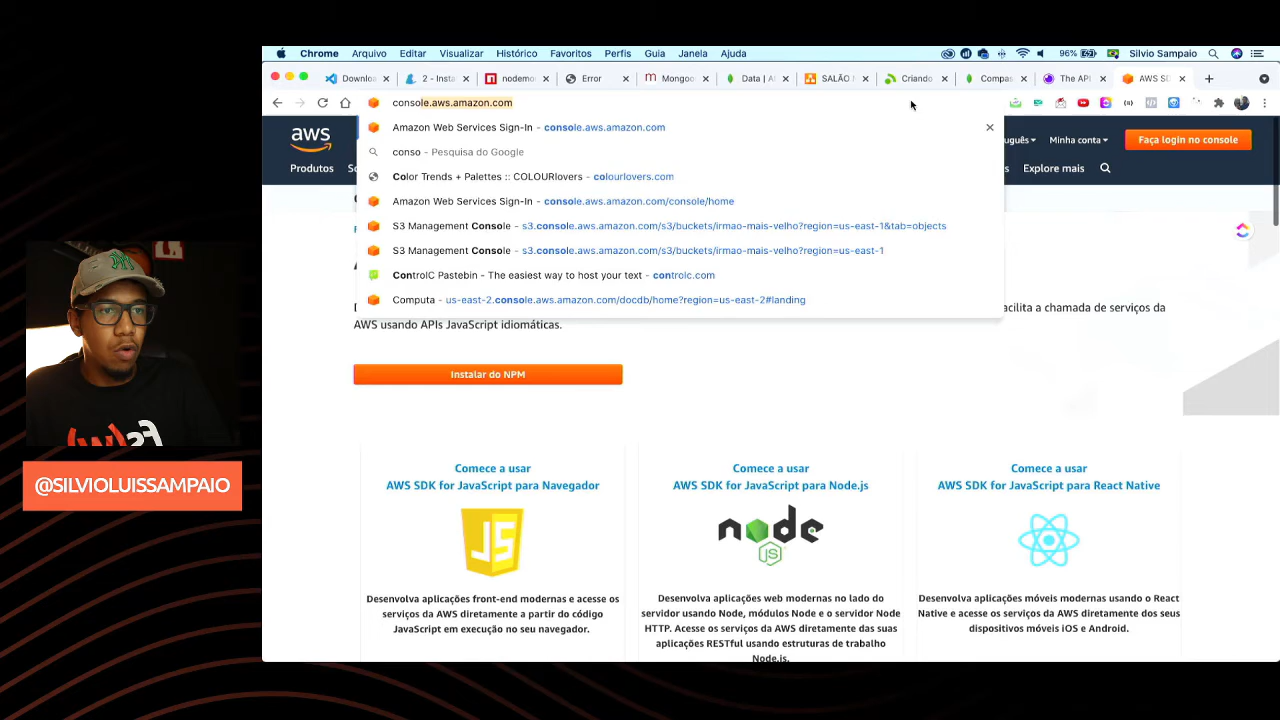 Chrome Arquivo Editar Visualizar Histórico Favoritos Perfis Guia Janela Ajuda 96% Silvio Sampaio
Downloa 2 - Insta nodemo Error Mongoo Data | A SALÃO Criando Compas The API AWS SD
console.aws.amazon.com
Amazon Web Services Sign-In - console.aws.amazon.com
conso - Pesquisa do Google
Color Trends + Palettes :: COLOURlovers - colourlovers.com
Amazon Web Services Sign-In - console.aws.amazon.com/console/home
S3 Management Console - s3.console.aws.amazon.com/s3/buckets/irmao-mais-velho?region=us-east-1&tab=objects
S3 Management Console - s3.console.aws.amazon.com/s3/buckets/irmao-mais-velho?region=us-east-1
ControlC Pastebin - The easiest way to host your text - controlc.com
Computa - us-east-2.console.aws.amazon.com/docdb/home?region=us-east-2#landing
aws
uguês Minha conta Faça login no console
Produtos So s Explore mais
facilita a chamada de serviços da
AWS usando APIs JavaScript idiomáticas.
Instalar do NPM
Comece a usar
AWS SDK for JavaScript para Navegador
JS
Desenvolva aplicações front-end modernas e acesse os
serviços da AWS diretamente a partir do código
JavaScript em execução no seu navegador.
Comece a usar
AWS SDK for JavaScript para Node.js
node
JS
Desenvolva aplicações web modernas no lado do
servidor usando Node, módulos Node e o servidor Node
HTTP. Acesse os serviços da AWS diretamente das suas
aplicações RESTful usando estruturas de trabalho
Node.js.
Comece a usar
AWS SDK for JavaScript para React Native
Desenvolva aplicações móveis modernas usando o React
Native e acesse os serviços da AWS diretamente dos seus
dispositivos móveis iOS e Android.
@SILVIOLUISSAMPAIO